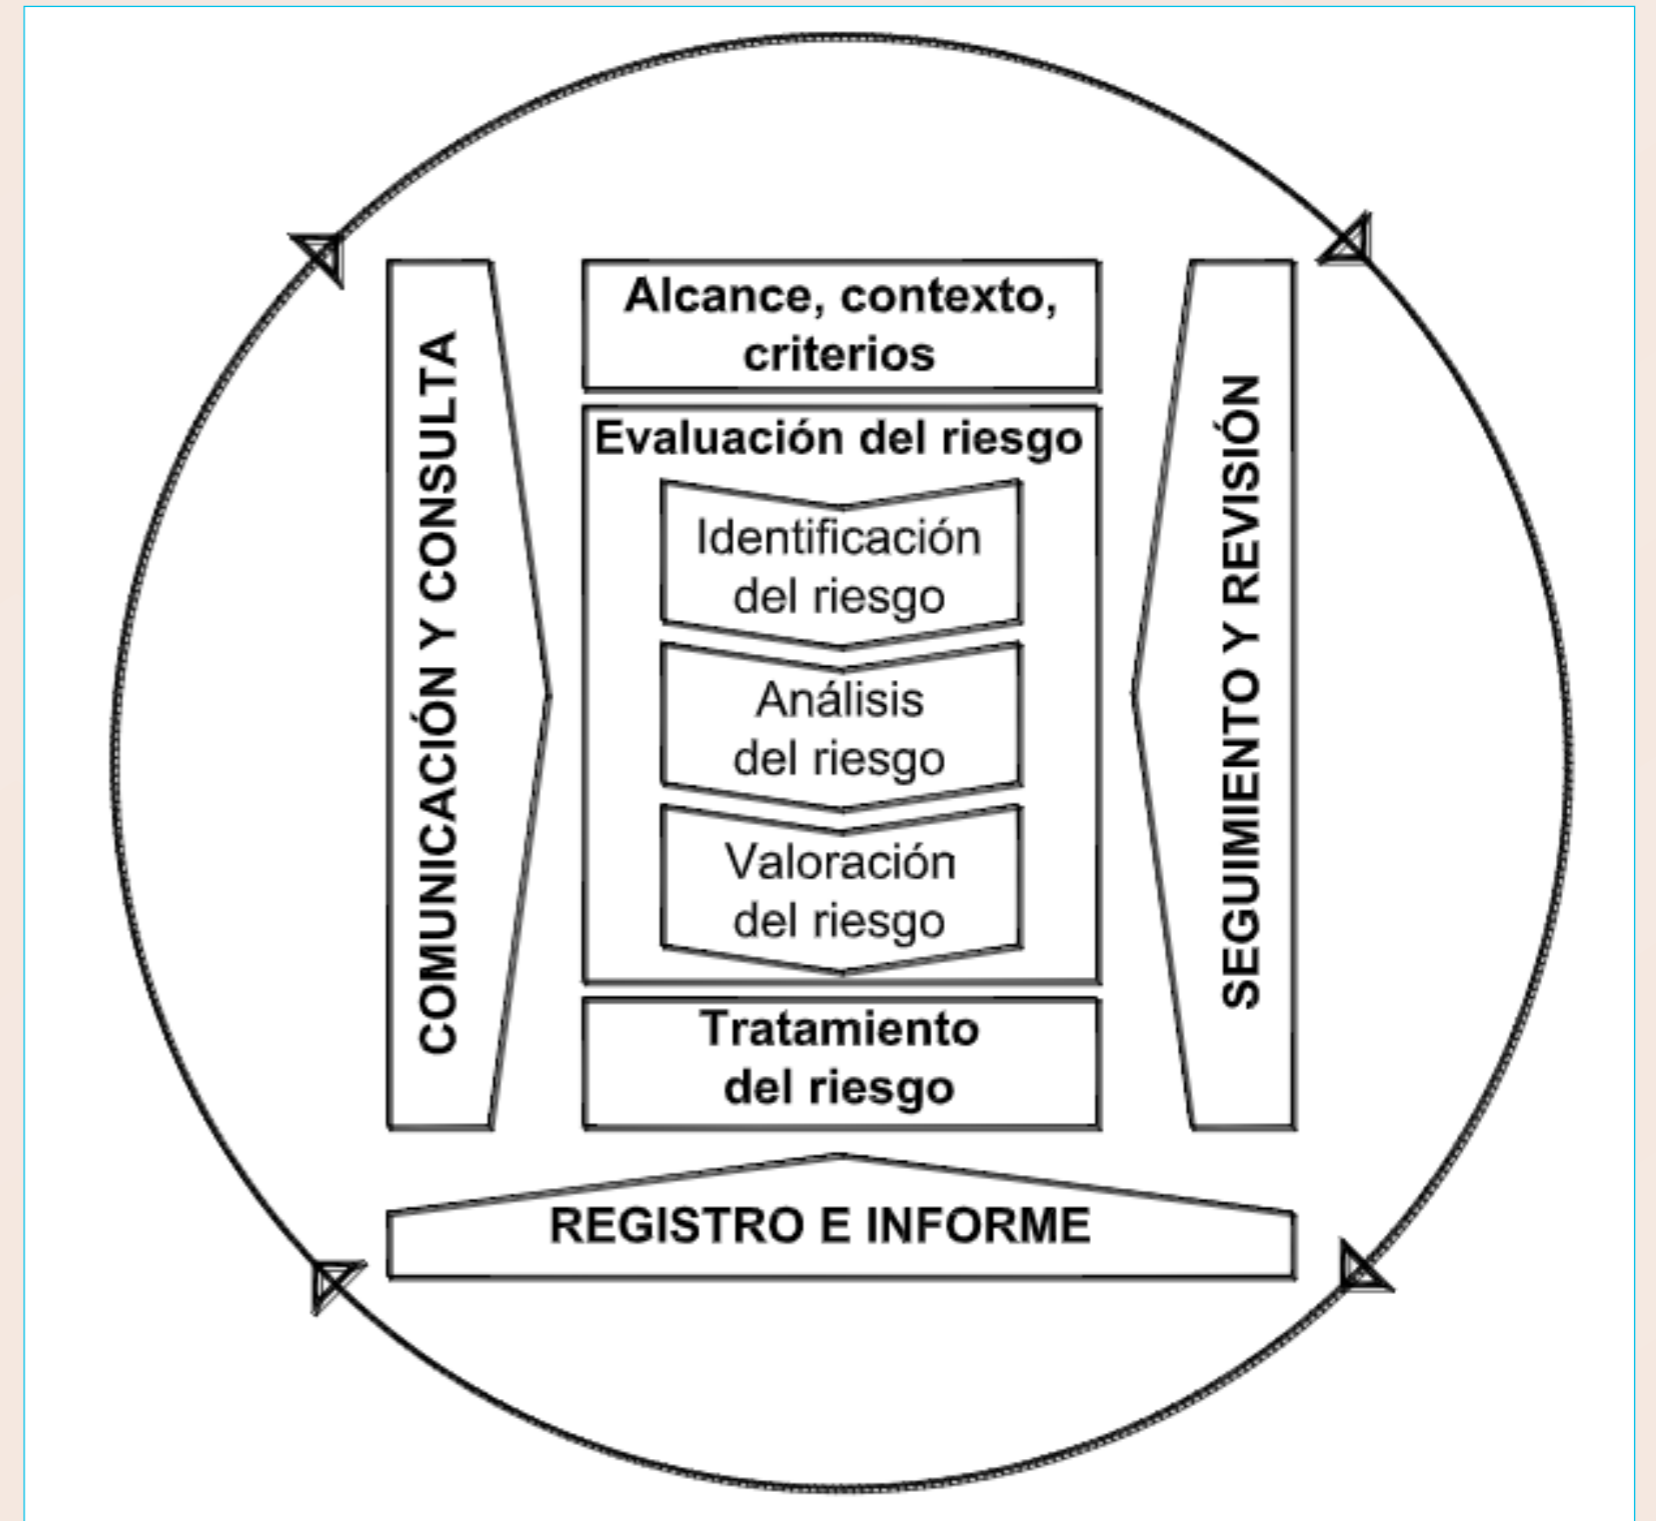 Alcance, contexto,
criterios
Evaluación del riesgo
Identificación
del riesgo
Análisis
del riesgo
Valoración
del riesgo
Tratamiento
del riesgo
COMUNICACIÓN Y CONSULTA
SEGUIMIENTO Y REVISIÓN
REGISTRO E INFORME